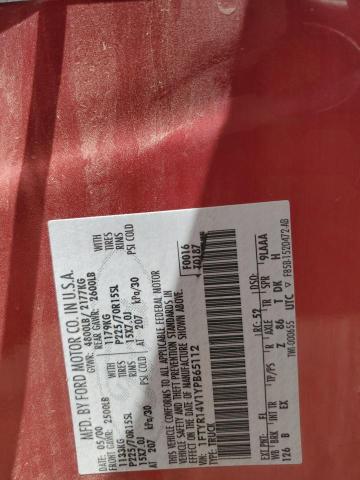 MFD. BY FORD MOTOR CO. IN U.S.A.
DATE: 05/00 GVWR: 4800LB/ 2177KG
FRONT GAWR: 2500LB REAR GAWR: 2600LB
1133KG 1179KG
P225/70R15SL TIRES P225/70R15SL TIRES
15X7.0J RIMS 15X7.0J RIMS
AT 207 kPa/30 PSI COLD AT 207 kPa/30 PSI COLD
THIS VEHICLE CONFORMS TO ALL APPLICABLE FEDERAL MOTOR
VEHICLE SAFETY AND THEFT PREVENTION STANDARDS IN
EFFECT ON THE DATE OF MANUFACTURE SHOWN ABOVE.
VIN: 1FTYR14V1YPB65112
TYPE: TRUCK
F0016
EXT PNT: FL RC: 52 DSO:
WB BRK INT TR TP/PS R AXLE TR SPR
126 B EX Z 86 T DK 9LAAA
UTC F85B-1520472-AB